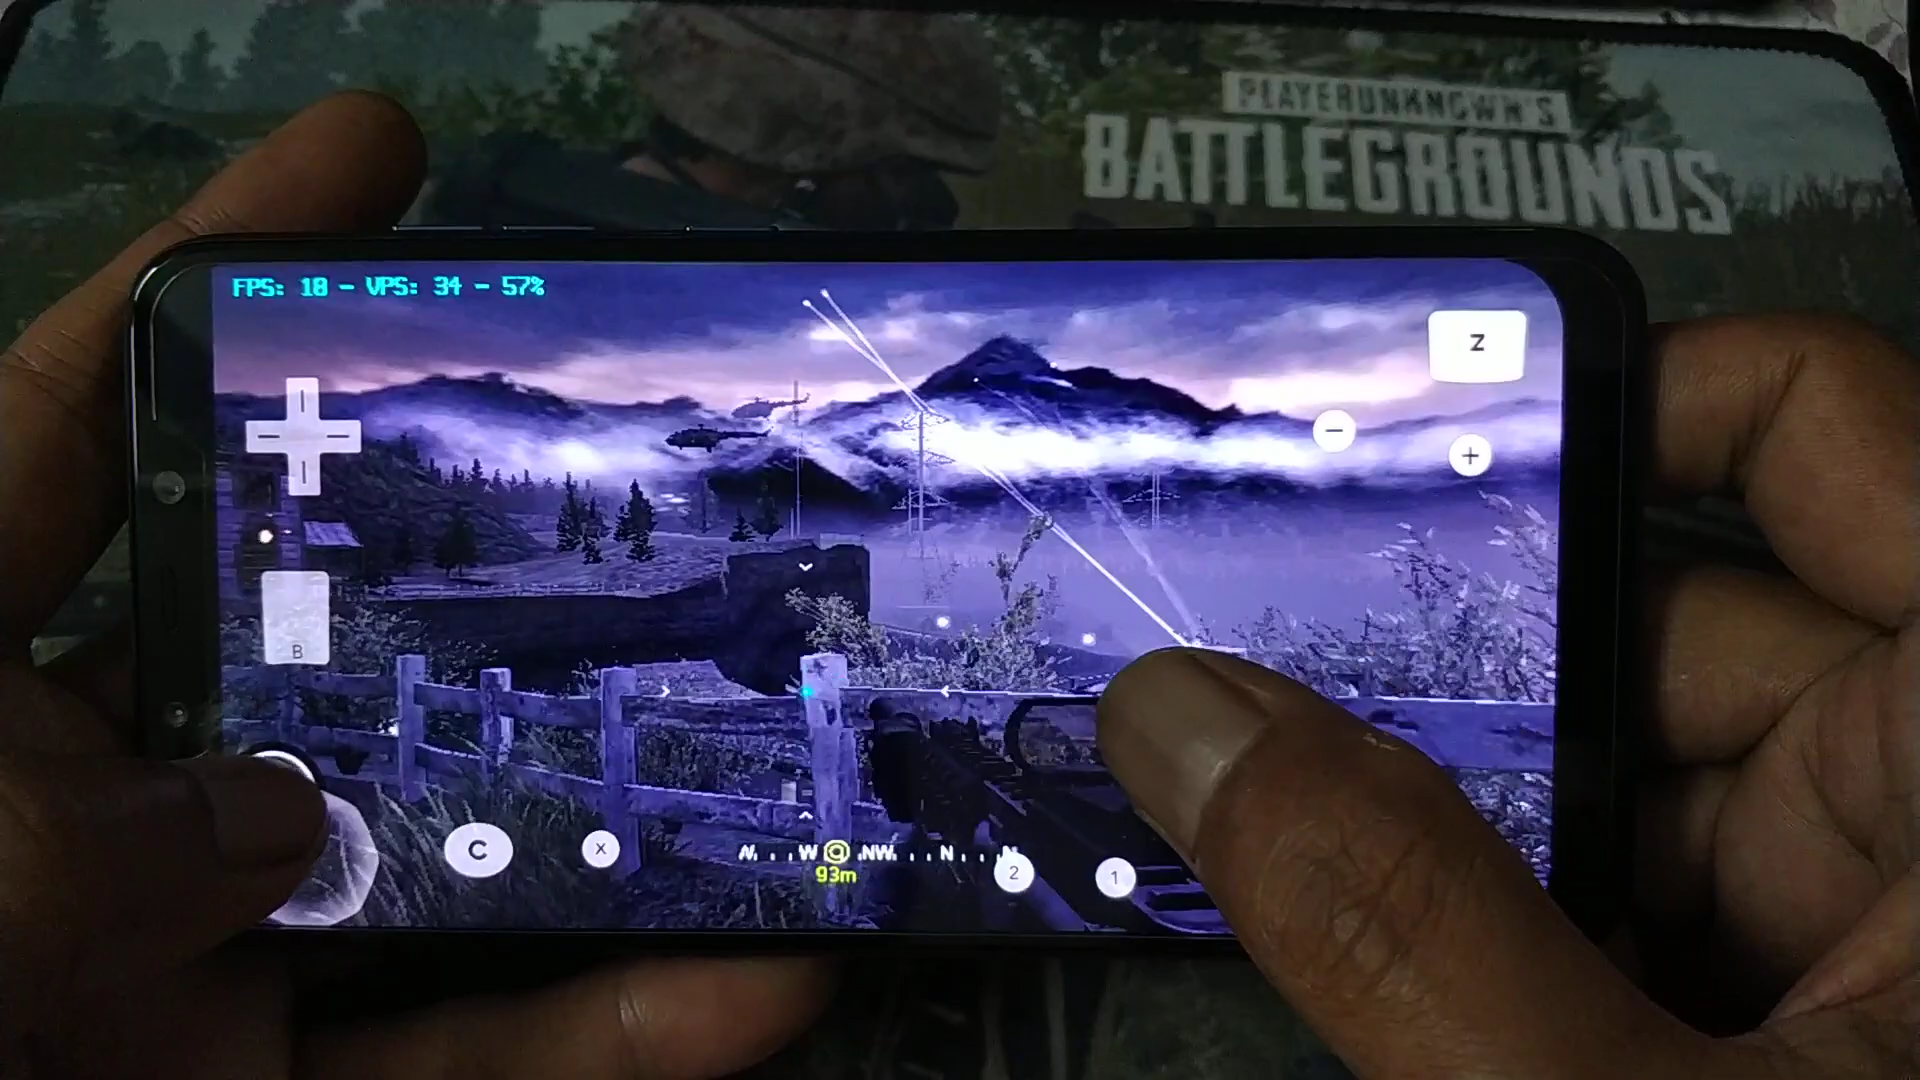 PLAYERUNKNOWN'S
BATTLEGROUNDS
FPS: 18 - VPS: 34 - 57%
Z
B
C
X
W NW N
93m
2
1